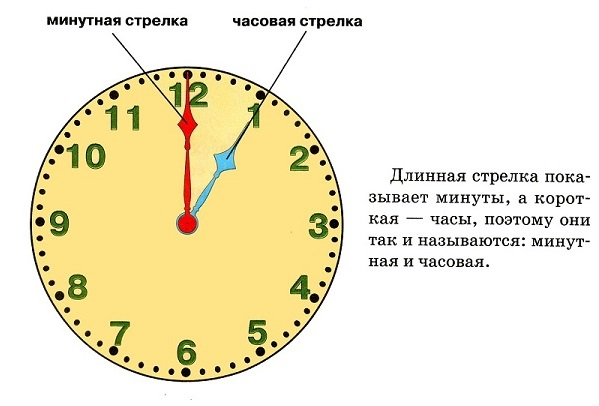 минутная стрелка
часовая стрелка
12
1
2
3
4
5
6
7
8
9
10
11
Длинная стрелка пока-
зывает минуты, а корот-
кая — часы, поэтому они
так и называются: минут-
ная и часовая.